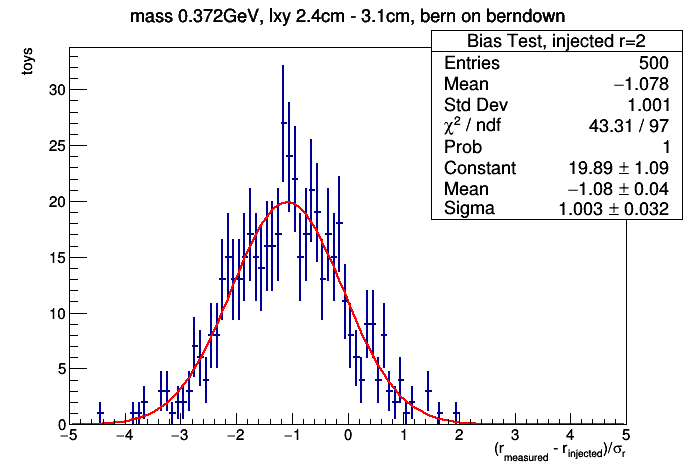 mass 0.372GeV, lxy 2.4cm - 3.1cm, bern on berndown
Bias Test, injected r=2
Entries 500
Mean −1.078
Std Dev 1.001
χ² / ndf 43.31 / 97
Prob 1
Constant 19.89 ± 1.09
Mean −1.08 ± 0.04
Sigma 1.003 ± 0.032
toys
30
25
20
15
10
5
0
−5 −4 −3 −2 −1 0 1 2 3 4 5
(r_measured - r_injected)/σ_r